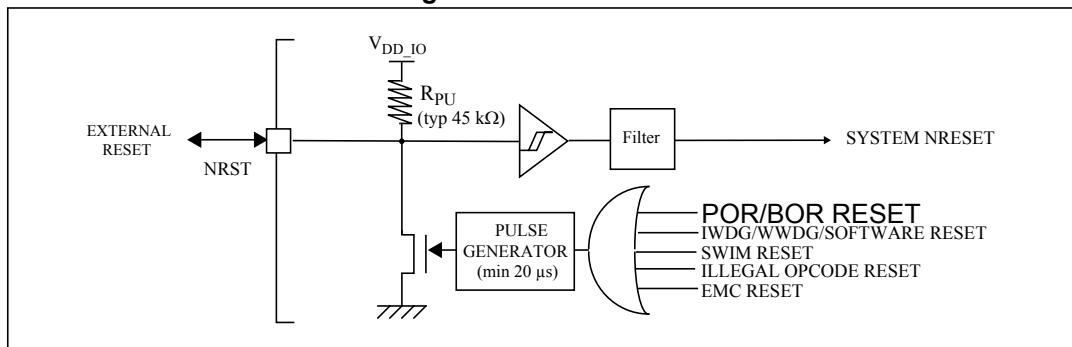 V_DD_IO
R_PU
(typ 45 kΩ)
EXTERNAL
RESET
NRST
Filter
SYSTEM NRESET
PULSE
GENERATOR
(min 20 µs)
POR/BOR RESET
IWDG/WWDG/SOFTWARE RESET
SWIM RESET
ILLEGAL OPCODE RESET
EMC RESET